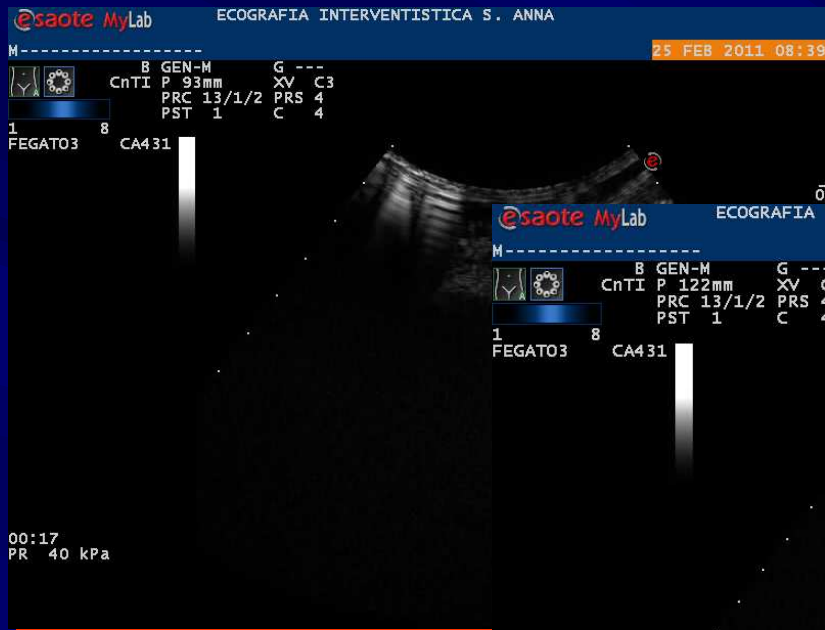 esaote MyLab ECOGRAFIA INTERVENTISTICA S. ANNA
M------------------
25 FEB 2011 08:39
B GEN-M G ---
CnTI P 93mm XV C3
PRC 13/1/2 PRS 4
PST 1 C 4
A
1 8
FEGATO3 CA431
e
esaote MyLab ECOGRAFIA
M------------------
B GEN-M G ---
CnTI P 122mm XV
PRC 13/1/2 PRS
PST 1 C
A
1 8
FEGATO3 CA431
00:17
PR 40 kPa